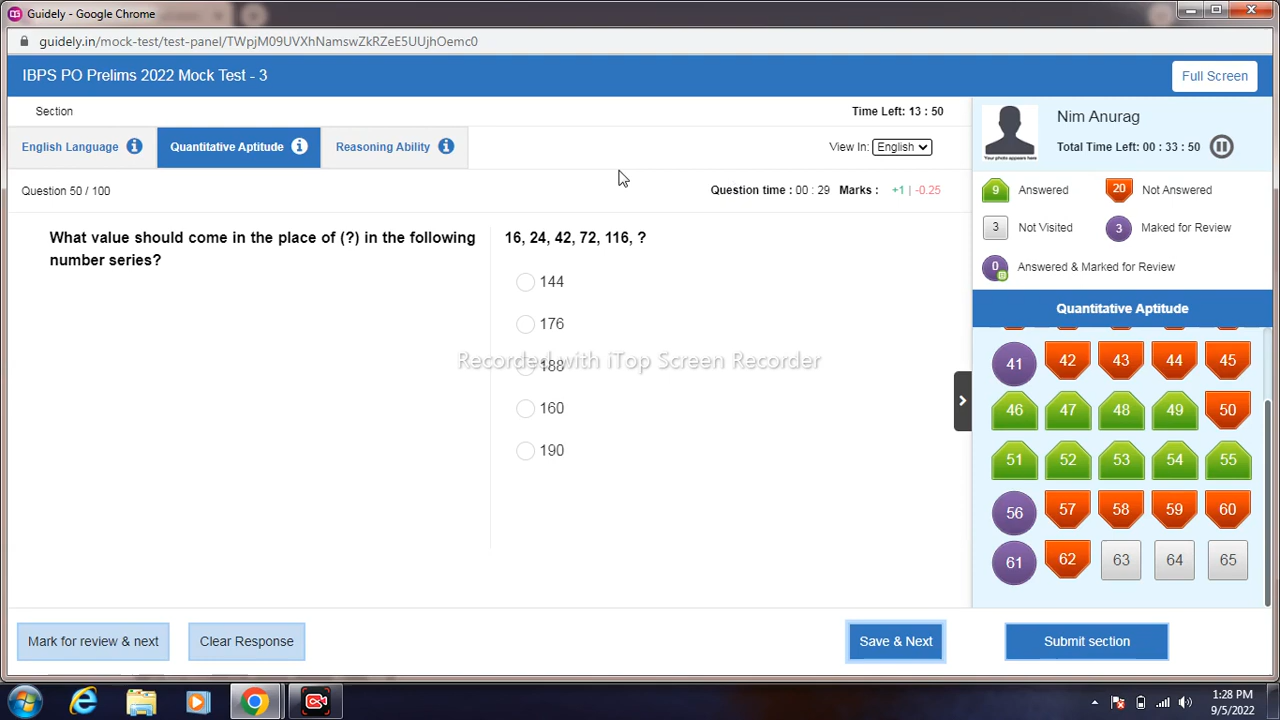 Guidely - Google Chrome
guidely.in/mock-test/test-panel/TWpjM09UVXhNamswZkRZeE5UUjhOemc0
IBPS PO Prelims 2022 Mock Test - 3
Full Screen
Section
Time Left: 13 : 50
English Language
Quantitative Aptitude
Reasoning Ability
View In: English
Nim Anurag
Total Time Left: 00 : 33 : 50
Your photo appears here
Question 50 / 100
Question time : 00 : 29 Marks : +1 | -0.25
9 Answered
20 Not Answered
3 Not Visited
3 Maked for Review
0 Answered & Marked for Review
What value should come in the place of (?) in the following
number series?
16, 24, 42, 72, 116, ?
144
176
188
160
190
Recorded with iTop Screen Recorder
Quantitative Aptitude
41 42 43 44 45
46 47 48 49 50
51 52 53 54 55
56 57 58 59 60
61 62 63 64 65
Mark for review & next
Clear Response
Save & Next
Submit section
1:28 PM
9/5/2022